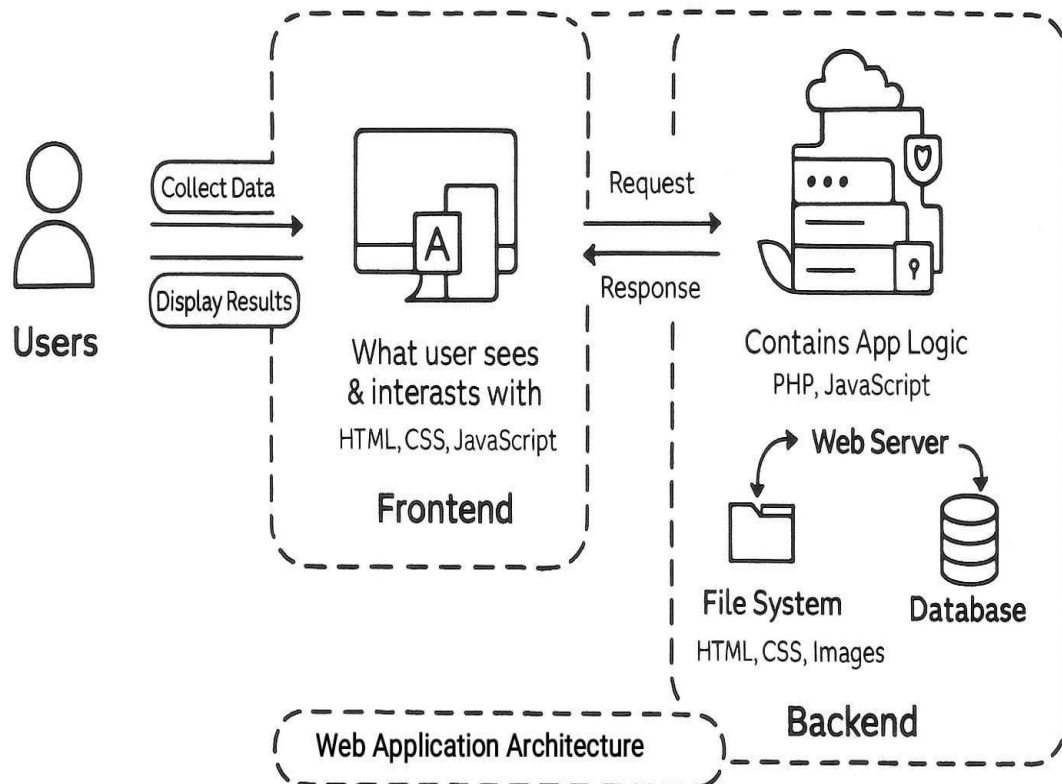 Users
Collect Data
Display Results
A
What user sees
& interasts with
HTML, CSS, JavaScript
Frontend
Request
Response
Contains App Logic
PHP, JavaScript
Web Server
File System
HTML, CSS, Images
Database
Backend
Web Application Architecture